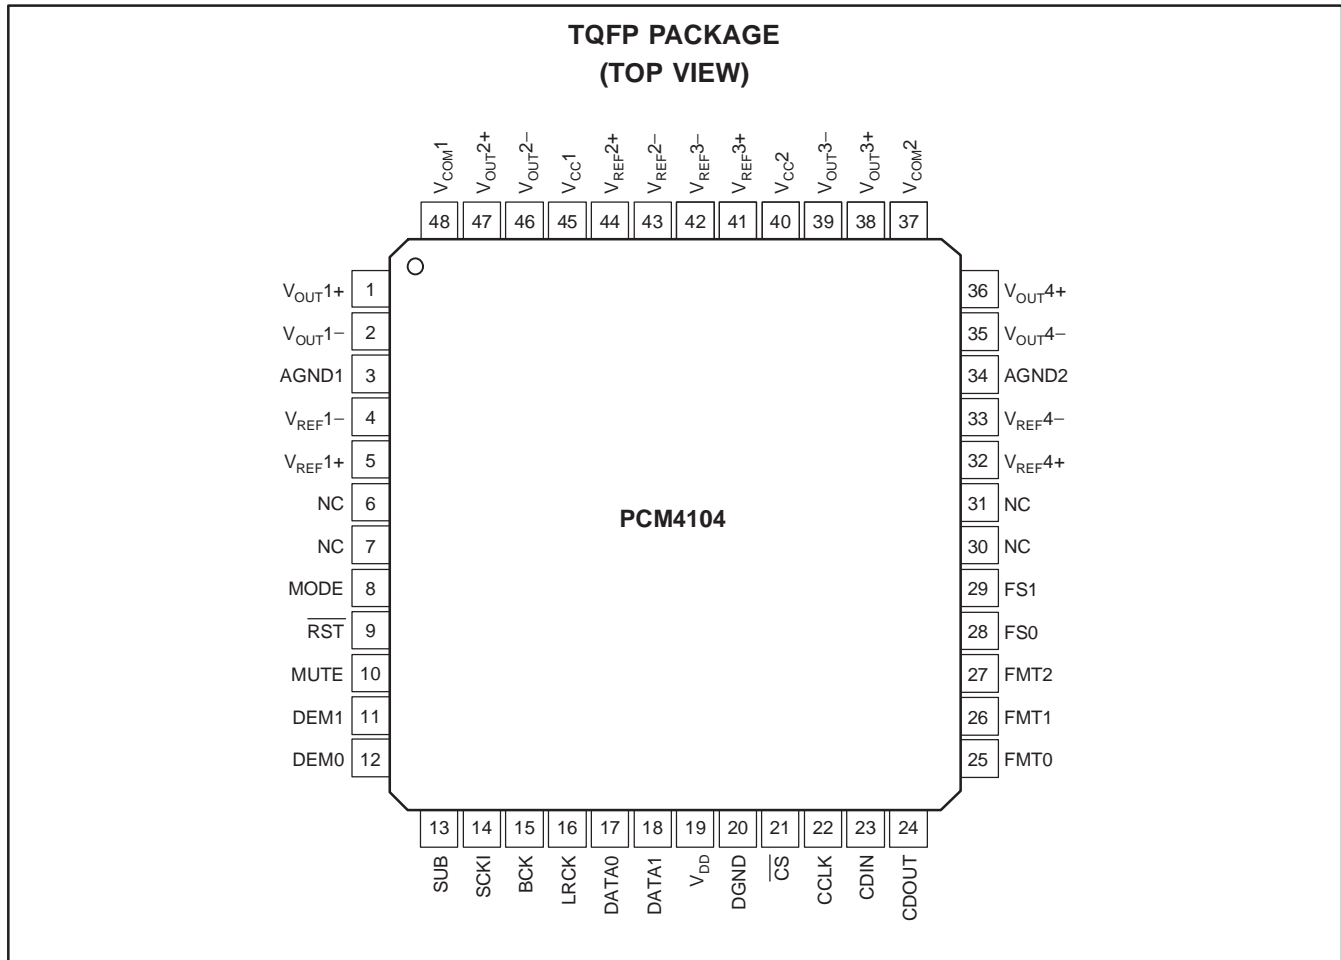 TQFP PACKAGE
(TOP VIEW)
VCOM1
VOUT2+
VOUT2−
VCC1
VREF2+
VREF2−
VREF3−
VREF3+
VCC2
VOUT3−
VOUT3+
VCOM2
48 47 46 45 44 43 42 41 40 39 38 37
VOUT1+ 1
VOUT1− 2
AGND1 3
VREF1− 4
VREF1+ 5
NC 6
NC 7
MODE 8
RST 9
MUTE 10
DEM1 11
DEM0 12
PCM4104
36 VOUT4+
35 VOUT4−
34 AGND2
33 VREF4−
32 VREF4+
31 NC
30 NC
29 FS1
28 FS0
27 FMT2
26 FMT1
25 FMT0
13 14 15 16 17 18 19 20 21 22 23 24
SUB
SCKI
BCK
LRCK
DATA0
DATA1
VDD
DGND
CS
CCLK
CDIN
CDOUT